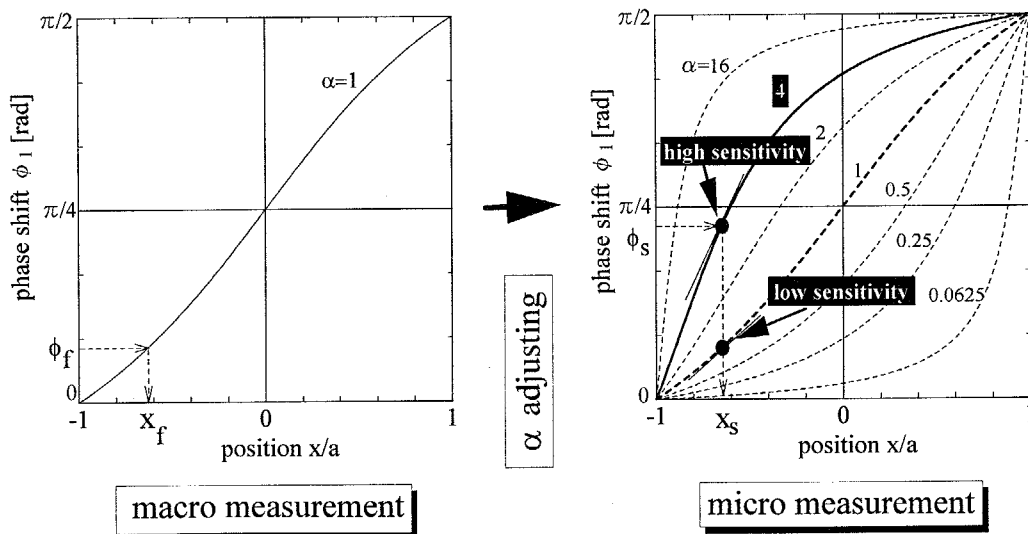 π/2
α=1
phase shift ϕ₁ [rad]
π/4
ϕf
0
-1
xf
0
1
position x/a
macro measurement
α adjusting
π/2
α=16
4
2
high sensitivity
1
phase shift ϕ₁ [rad]
π/4
0.5
ϕs
0.25
low sensitivity
0.0625
0
-1
xs
0
1
position x/a
micro measurement